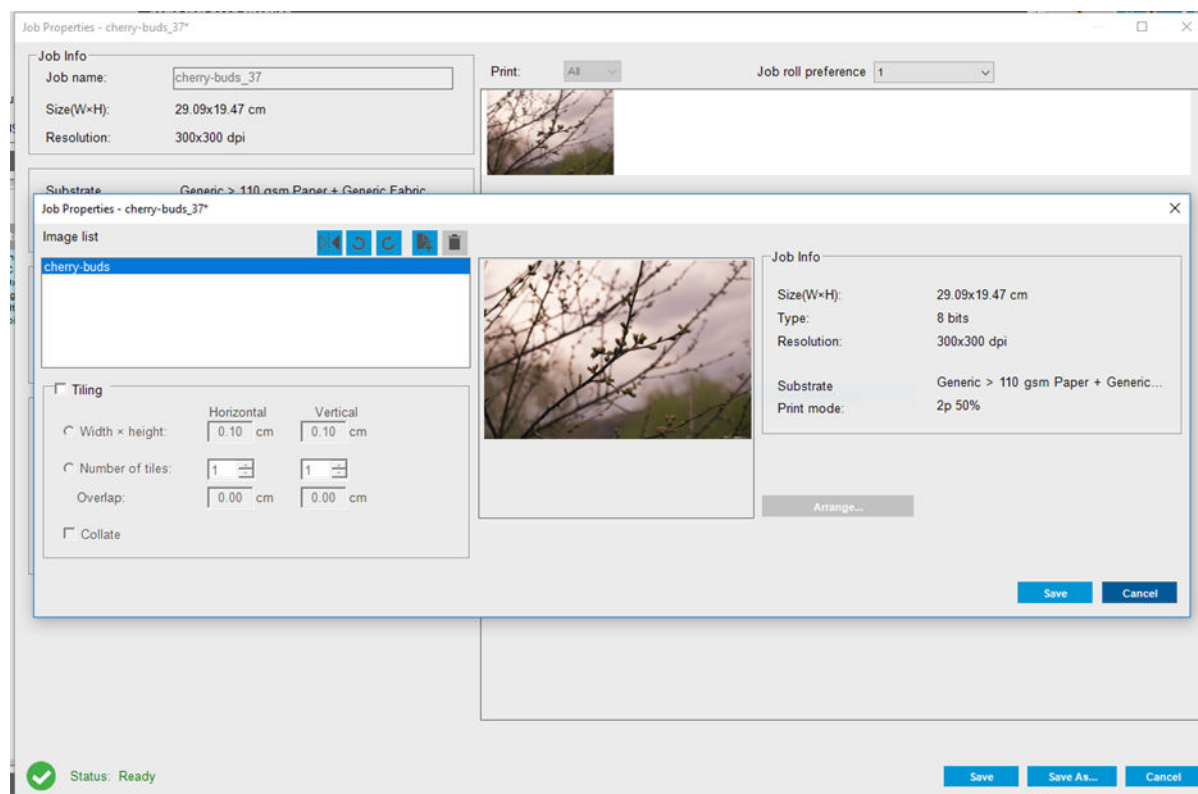 Job Properties - cherry-buds_37*
Job Info
Job name: cherry-buds_37
Size(W×H): 29.09x19.47 cm
Resolution: 300x300 dpi
Print: All
Job roll preference 1
Substrate Generic > 110 gsm Paper + Generic Fabric
Job Properties - cherry-buds_37*
Image list
cherry-buds
Tiling
Horizontal Vertical
Width × height: 0.10 cm 0.10 cm
Number of tiles: 1 1
Overlap: 0.00 cm 0.00 cm
Collate
Job Info
Size(W×H): 29.09x19.47 cm
Type: 8 bits
Resolution: 300x300 dpi
Substrate Generic > 110 gsm Paper + Generic...
Print mode: 2p 50%
Arrange...
Save Cancel
Status: Ready
Save Save As... Cancel